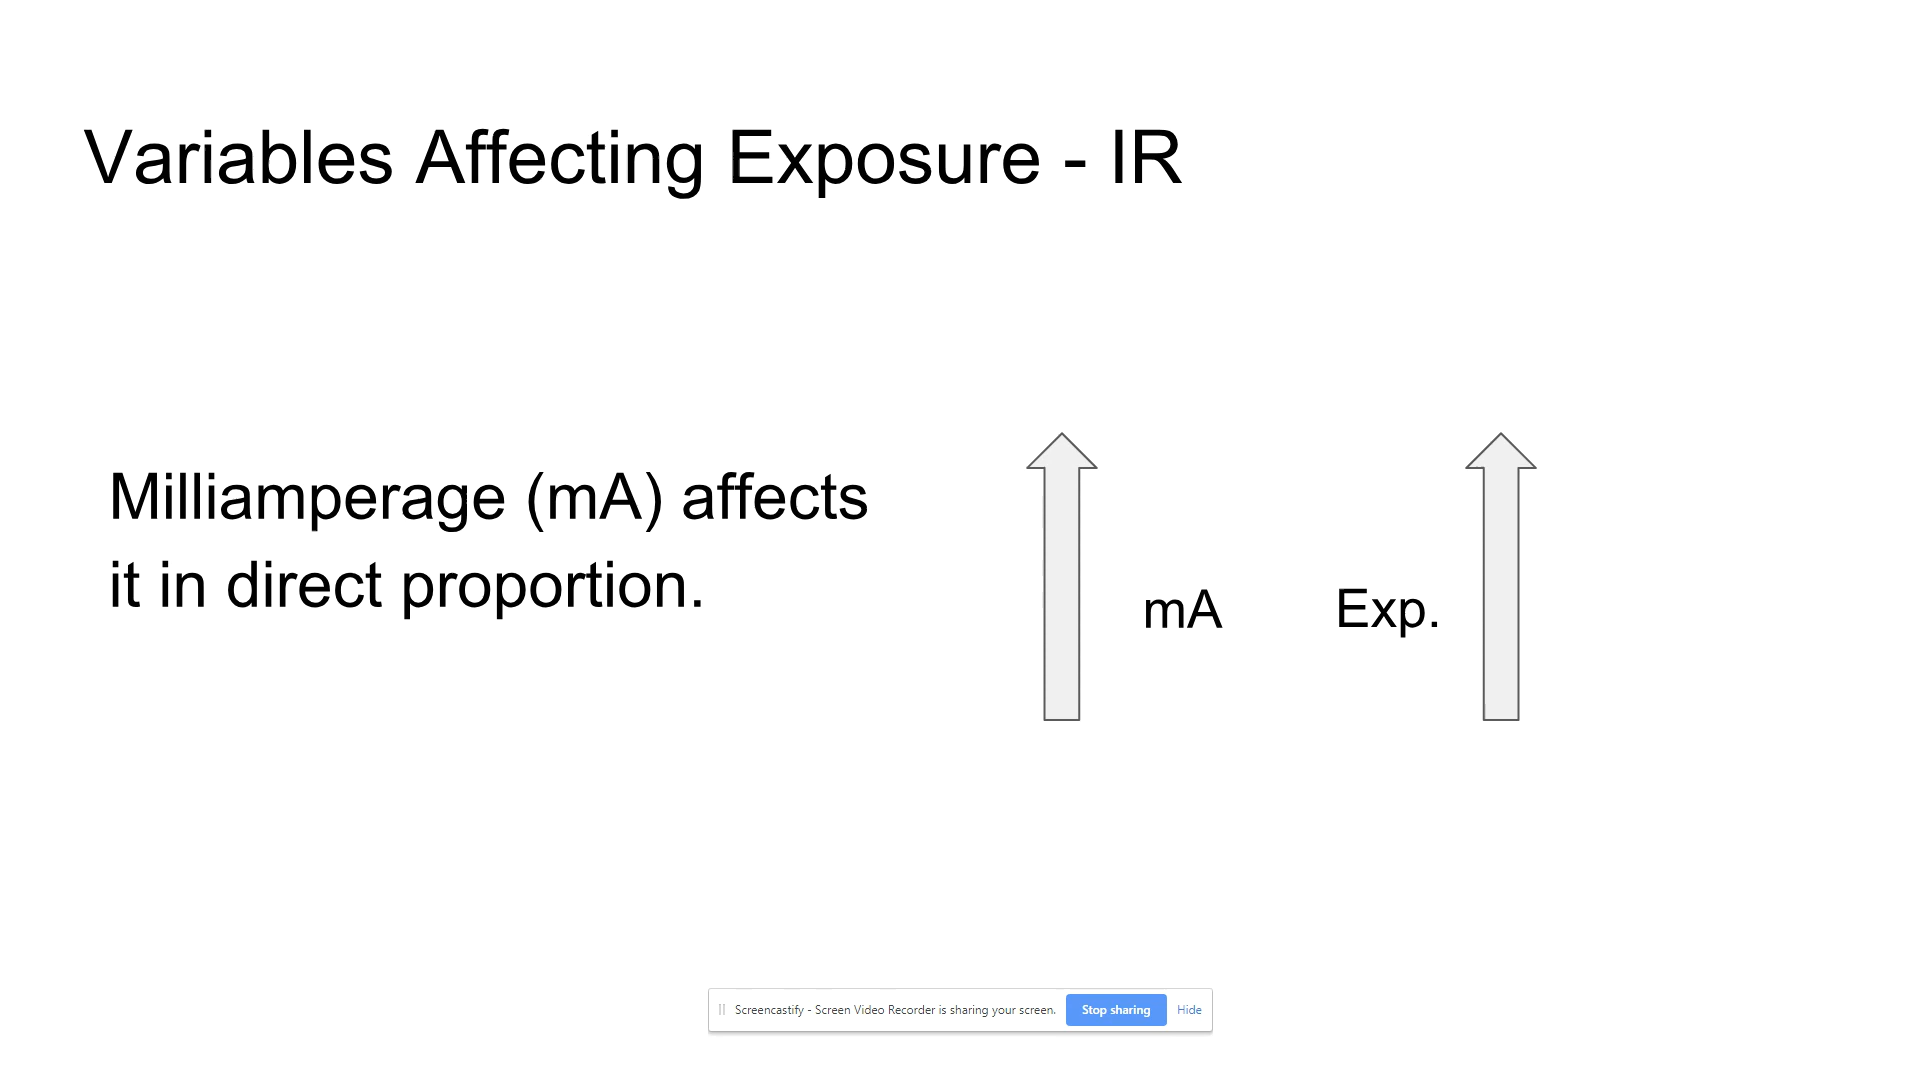 Variables Affecting Exposure - IR
Milliamperage (mA) affects
it in direct proportion.
mA
Exp.
Screencastify - Screen Video Recorder is sharing your screen.
Stop sharing
Hide